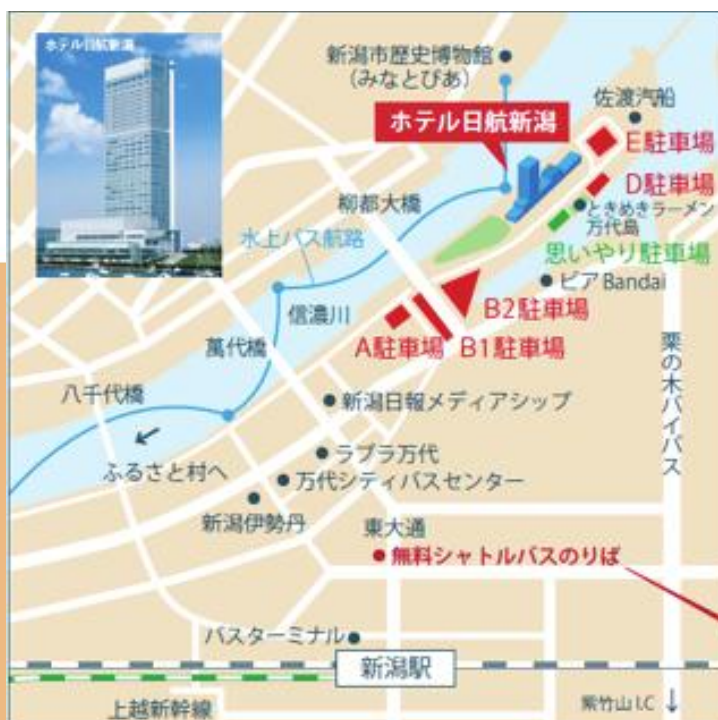 ホテル日航新潟
新潟市歴史博物館
(みなとぴあ)
佐渡汽船
ホテル日航新潟
E駐車場
D駐車場
柳都大橋
ときめきラーメン
万代島
水上バス航路
思いやり駐車場
ピアBandai
信濃川
B2駐車場
萬代橋
A駐車場
B1駐車場
八千代橋
新潟日報メディアシップ
栗の木バイパス
ラブラ万代
ふるさと村へ
万代シティバスセンター
新潟伊勢丹
東大通
無料シャトルバスのりば
バスターミナル
新潟駅
上越新幹線
紫竹山I.C